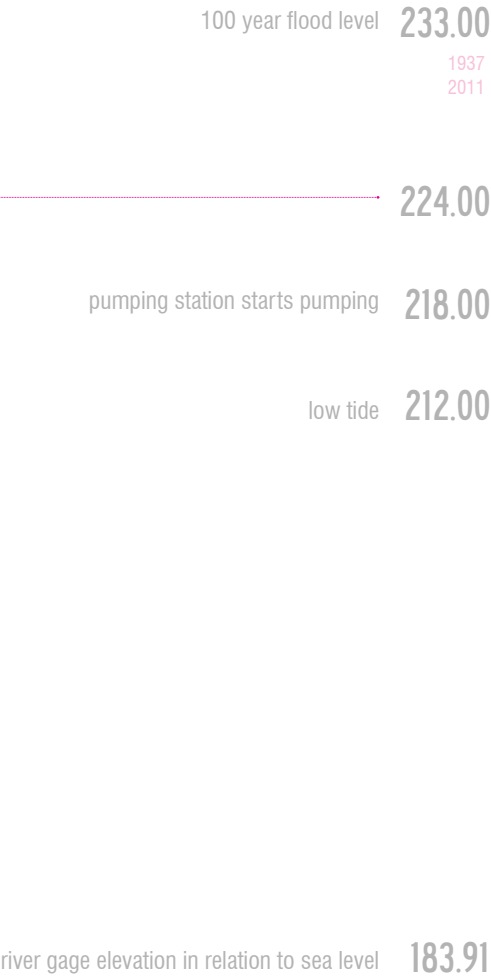 100 year flood level 233.00
1937
2011
224.00
pumping station starts pumping 218.00
low tide 212.00
river gage elevation in relation to sea level 183.91